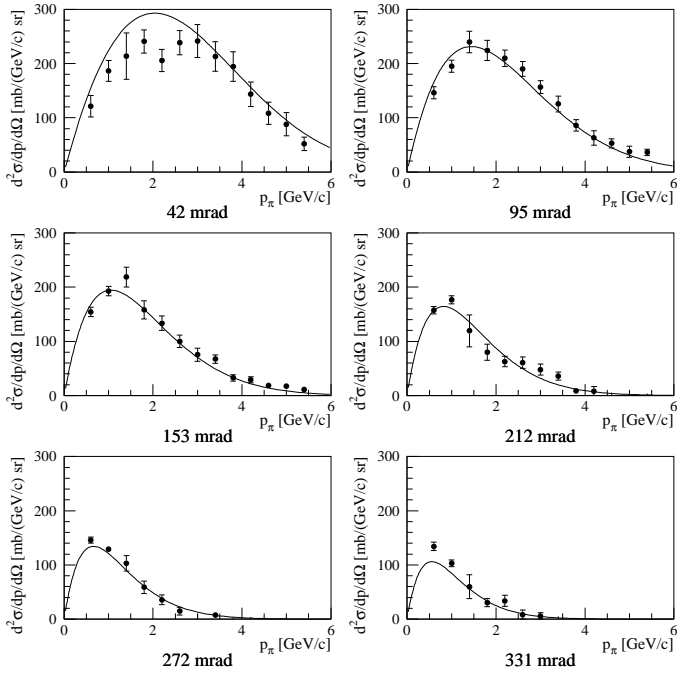 d²σ/dp/dΩ [mb/(GeV/c) sr]
300
200
100
0
0 2 4 6
p_π [GeV/c]
42 mrad
d²σ/dp/dΩ [mb/(GeV/c) sr]
300
200
100
0
0 2 4 6
p_π [GeV/c]
95 mrad
d²σ/dp/dΩ [mb/(GeV/c) sr]
300
200
100
0
0 2 4 6
p_π [GeV/c]
153 mrad
d²σ/dp/dΩ [mb/(GeV/c) sr]
300
200
100
0
0 2 4 6
p_π [GeV/c]
212 mrad
d²σ/dp/dΩ [mb/(GeV/c) sr]
300
200
100
0
0 2 4 6
p_π [GeV/c]
272 mrad
d²σ/dp/dΩ [mb/(GeV/c) sr]
300
200
100
0
0 2 4 6
p_π [GeV/c]
331 mrad